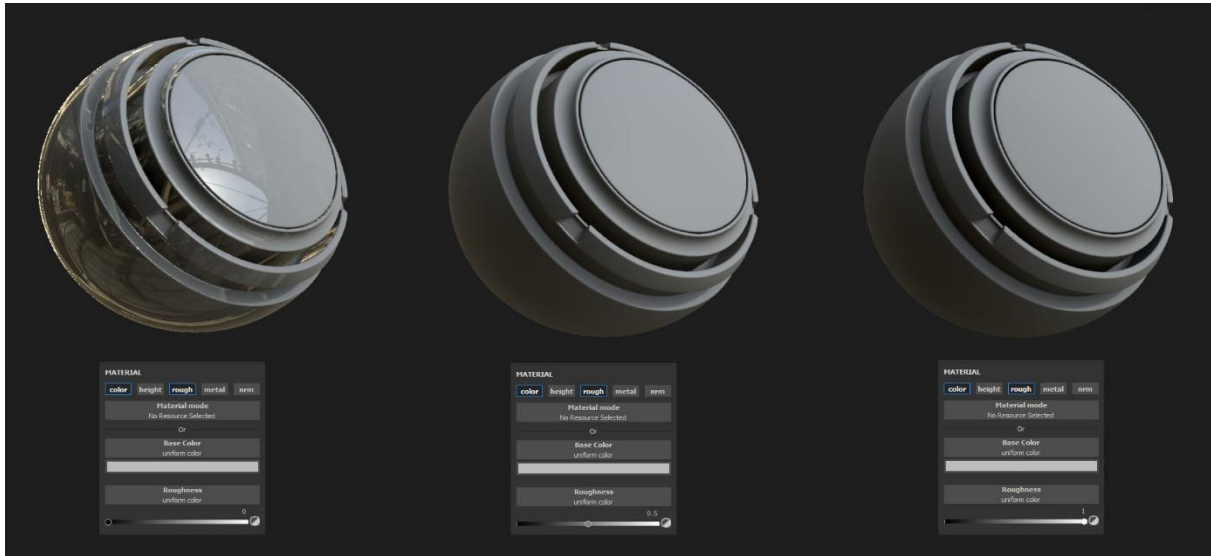 MATERIAL
color height rough metal nrm
Material mode
No Resource Selected
Or
Base Color
uniform color
Roughness
uniform color
0
MATERIAL
color height rough metal nrm
Material mode
No Resource Selected
Or
Base Color
uniform color
Roughness
uniform color
0.5
MATERIAL
color height rough metal nrm
Material mode
No Resource Selected
Or
Base Color
uniform color
Roughness
uniform color
1